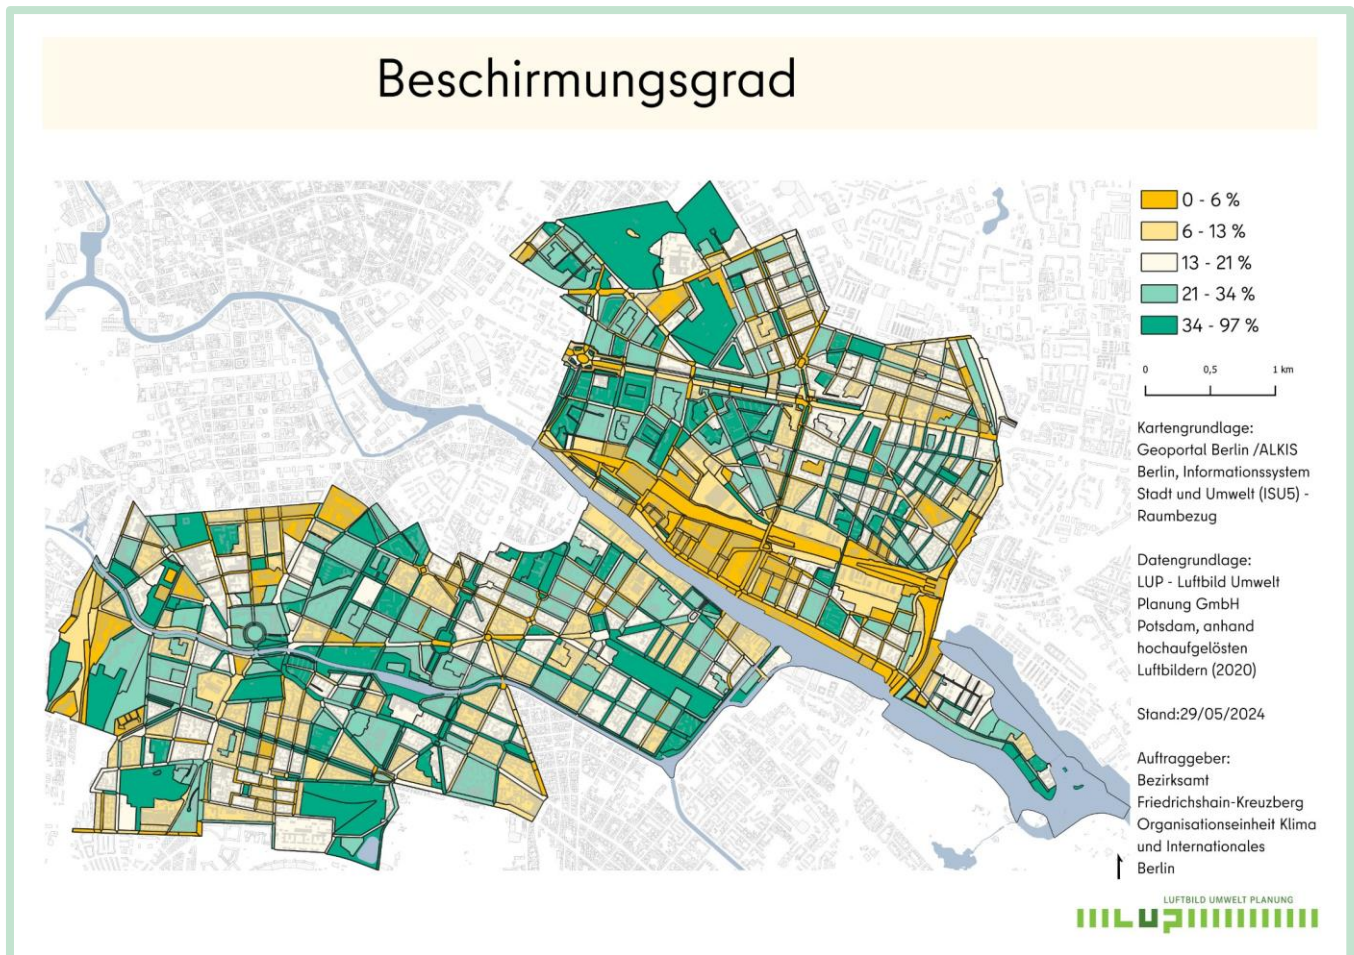 Beschirmungsgrad
0 - 6 %
6 - 13 %
13 - 21 %
21 - 34 %
34 - 97 %
0 0,5 1 km
Kartengrundlage:
Geoportal Berlin /ALKIS
Berlin, Informationssystem
Stadt und Umwelt (ISU5) -
Raumbezug
Datengrundlage:
LUP - Luftbild Umwelt
Planung GmbH
Potsdam, anhand
hochaufgelösten
Luftbildern (2020)
Stand:29/05/2024
Auftraggeber:
Bezirksamt
Friedrichshain-Kreuzberg
Organisationseinheit Klima
und Internationales
Berlin
LUFTBILD UMWELT PLANUNG
LUP